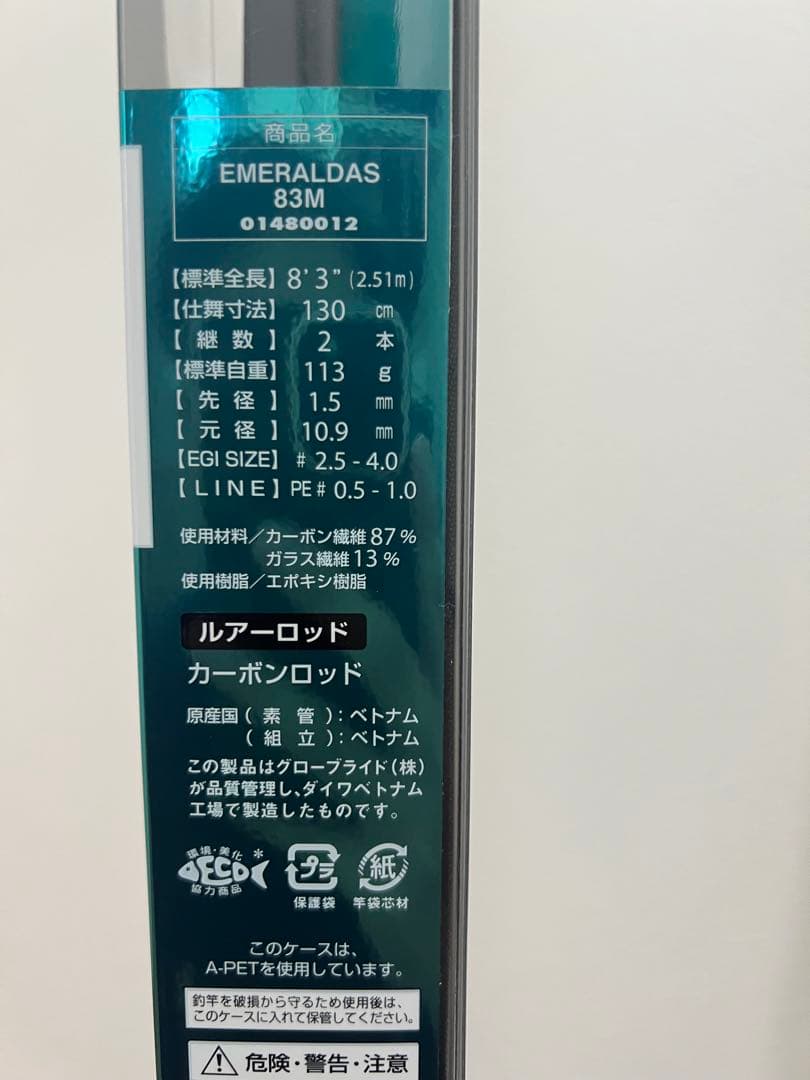 商品名
EMERALDAS
83M
01480012
【標準全長】8'3" (2.51m)
【仕舞寸法】 130 cm
【 継 数 】 2 本
【標準自重】 113 g
【 先 径 】 1.5 mm
【 元 径 】 10.9 mm
【EGI SIZE】 # 2.5 - 4.0
【 L I N E 】 PE # 0.5 - 1.0
使用材料/カーボン繊維87%
ガラス繊維13%
使用樹脂/エポキシ樹脂
ルアーロッド
カーボンロッド
原産国( 素 管 ):ベトナム
( 組 立 ):ベトナム
この製品はグローブライド(株)
が品質管理し、ダイワベトナム
工場で製造したものです。
環境・美化*
DECO
協力商品
プラ
保護袋
紙
竿袋芯材
このケースは、
A-PETを使用しています。
釣竿を破損から守るため使用後は、
このケースに入れて保管してください。
危険・警告・注意